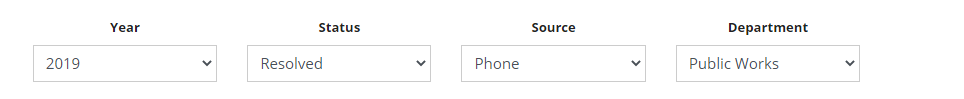 Year Status Source Department
2019 Resolved Phone Public Works